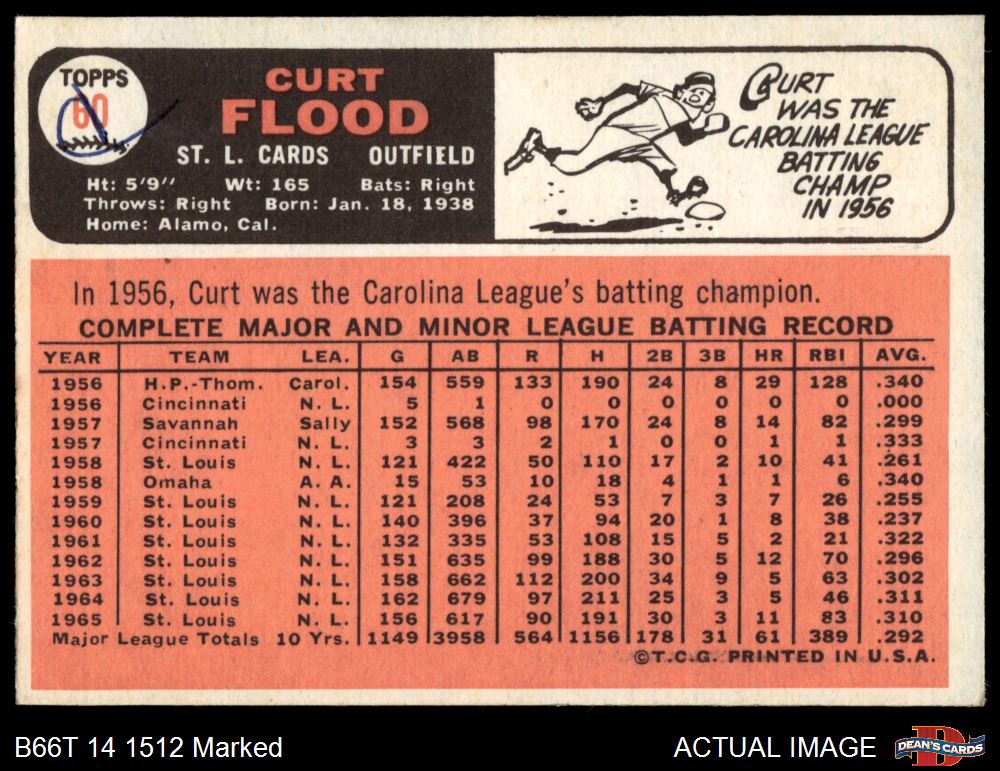 TOPPS
60
CURT
FLOOD
ST. L. CARDS OUTFIELD
Ht: 5'9" Wt: 165 Bats: Right
Throws: Right Born: Jan. 18, 1938
Home: Alamo, Cal.
CURT
WAS THE
CAROLINA LEAGUE
BATTING
CHAMP
IN 1956
In 1956, Curt was the Carolina League's batting champion.
COMPLETE MAJOR AND MINOR LEAGUE BATTING RECORD
YEAR TEAM LEA. G AB R H 2B 3B HR RBI AVG.
1956 H.P.-Thom. Carol. 154 559 133 190 24 8 29 128 .340
1956 Cincinnati N. L. 5 1 0 0 0 0 0 0 .000
1957 Savannah Sally 152 568 98 170 24 8 14 82 .299
1957 Cincinnati N. L. 3 3 2 1 0 0 1 1 .333
1958 St. Louis N. L. 121 422 50 110 17 2 10 41 .261
1958 Omaha A. A. 15 53 10 18 4 1 1 6 .340
1959 St. Louis N. L. 121 208 24 53 7 3 7 26 .255
1960 St. Louis N. L. 140 396 37 94 20 1 8 38 .237
1961 St. Louis N. L. 132 335 53 108 15 5 2 21 .322
1962 St. Louis N. L. 151 635 99 188 30 5 12 70 .296
1963 St. Louis N. L. 158 662 112 200 34 9 5 63 .302
1964 St. Louis N. L. 162 679 97 211 25 3 5 46 .311
1965 St. Louis N. L. 156 617 90 191 30 3 11 83 .310
Major League Totals 10 Yrs. 1149 3958 564 1156 178 31 61 389 .292
©T.C.G. PRINTED IN U.S.A.
B66T 14 1512 Marked
ACTUAL IMAGE
D
DEAN'S CARDS